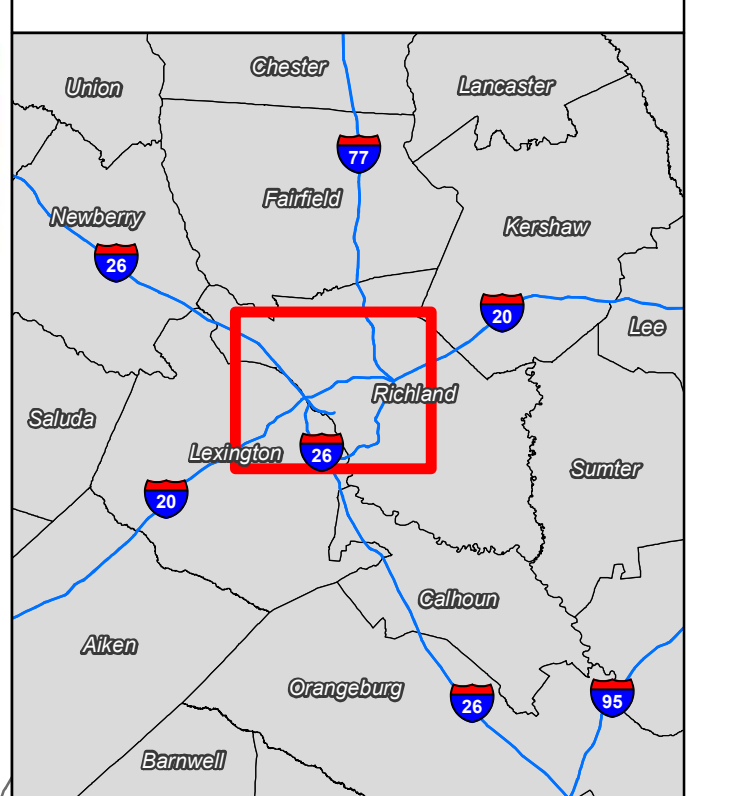 Chester
Union
Lancaster
77
Fairfield
Newberry
Kershaw
26
20
Lee
Richland
Saluda
Lexington
26
Sumter
20
Calhoun
Aiken
Orangeburg
26
95
Barnwell